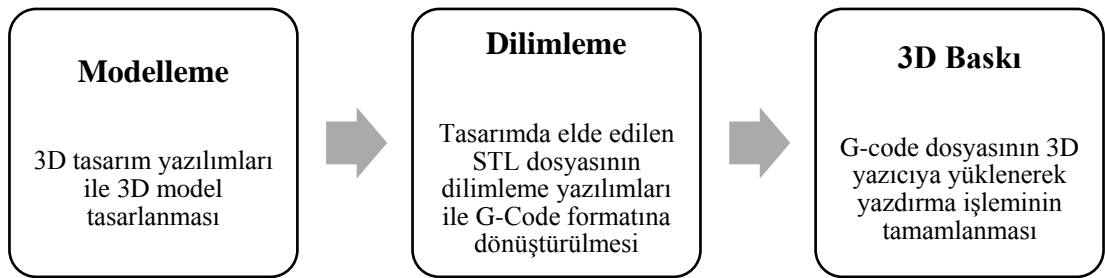 Modelleme
3D tasarım yazılımları
ile 3D model
tasarlanması
Dilimleme
Tasarımda elde edilen
STL dosyasının
dilimleme yazılımları
ile G-Code formatına
dönüştürülmesi
3D Baskı
G-code dosyasının 3D
yazıcıya yüklenerek
yazdırma işleminin
tamamlanması